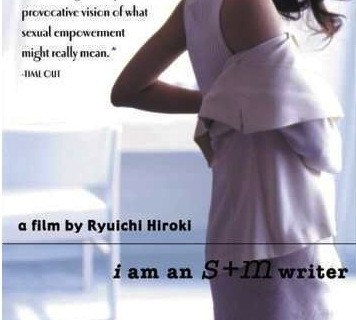 provocative vision of what
sexual empowerment
might really mean."
-TIME OUT
a film by Ryuichi Hiroki
i am an s+m writer